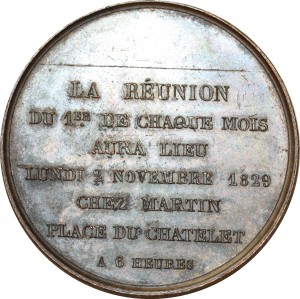 LA RÉUNION
DU 1ER DE CHAQUE MOIS
AURA LIEU
LUNDI 2 NOVEMBRE 1829
CHEZ MARTIN
PLACE DU CHATELET
A 6 HEURES